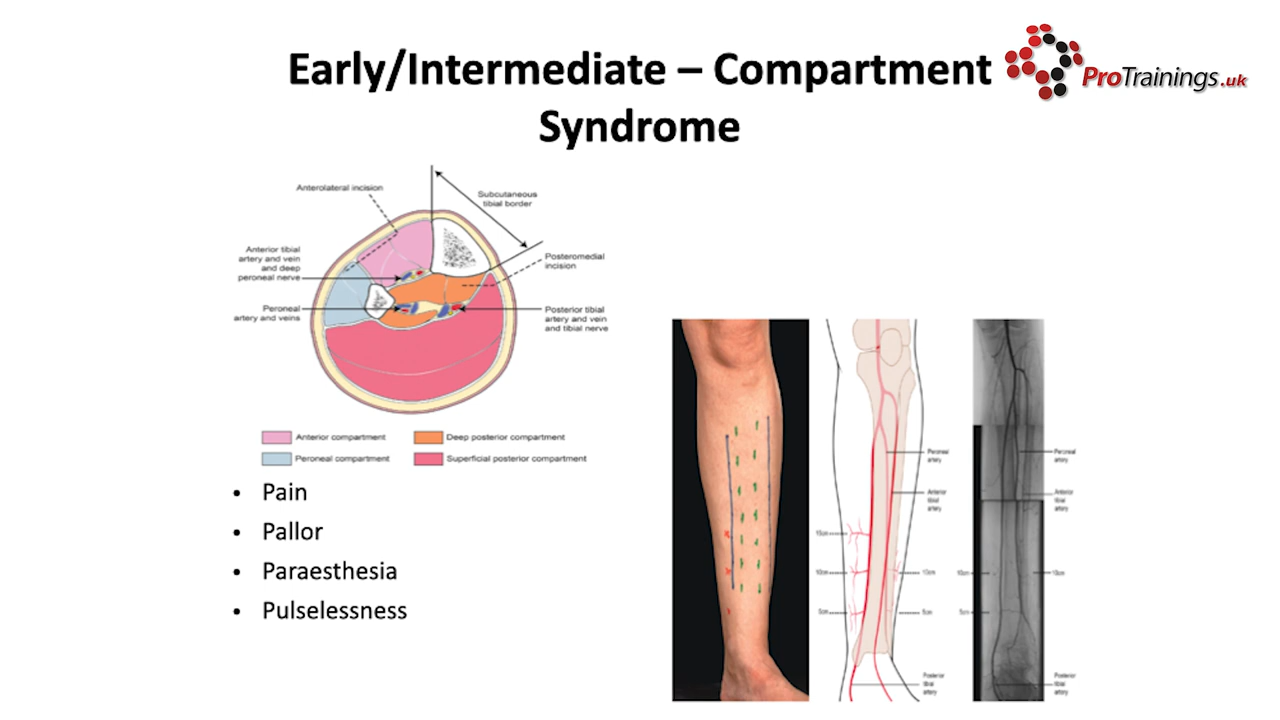 Early/Intermediate – Compartment
Syndrome
ProTrainings.uk
Anterolateral incision
Subcutaneous
tibial border
Anterior tibial
artery and vein
and deep
peroneal nerve
Posteromedial
incision
Peroneal
artery and veins
Posterior tibial
artery and vein
and tibial nerve
Anterior compartment
Deep posterior compartment
Peroneal compartment
Superficial posterior compartment
• Pain
• Pallor
• Paraesthesia
• Pulselessness
Peroneal
artery
Anterior
tibial
artery
15cm
10cm
10cm
5cm
5cm
Posterior
tibial
artery
Peroneal
artery
Anterior
tibial
artery
10cm
10cm
5cm
Posterior
tibial
artery